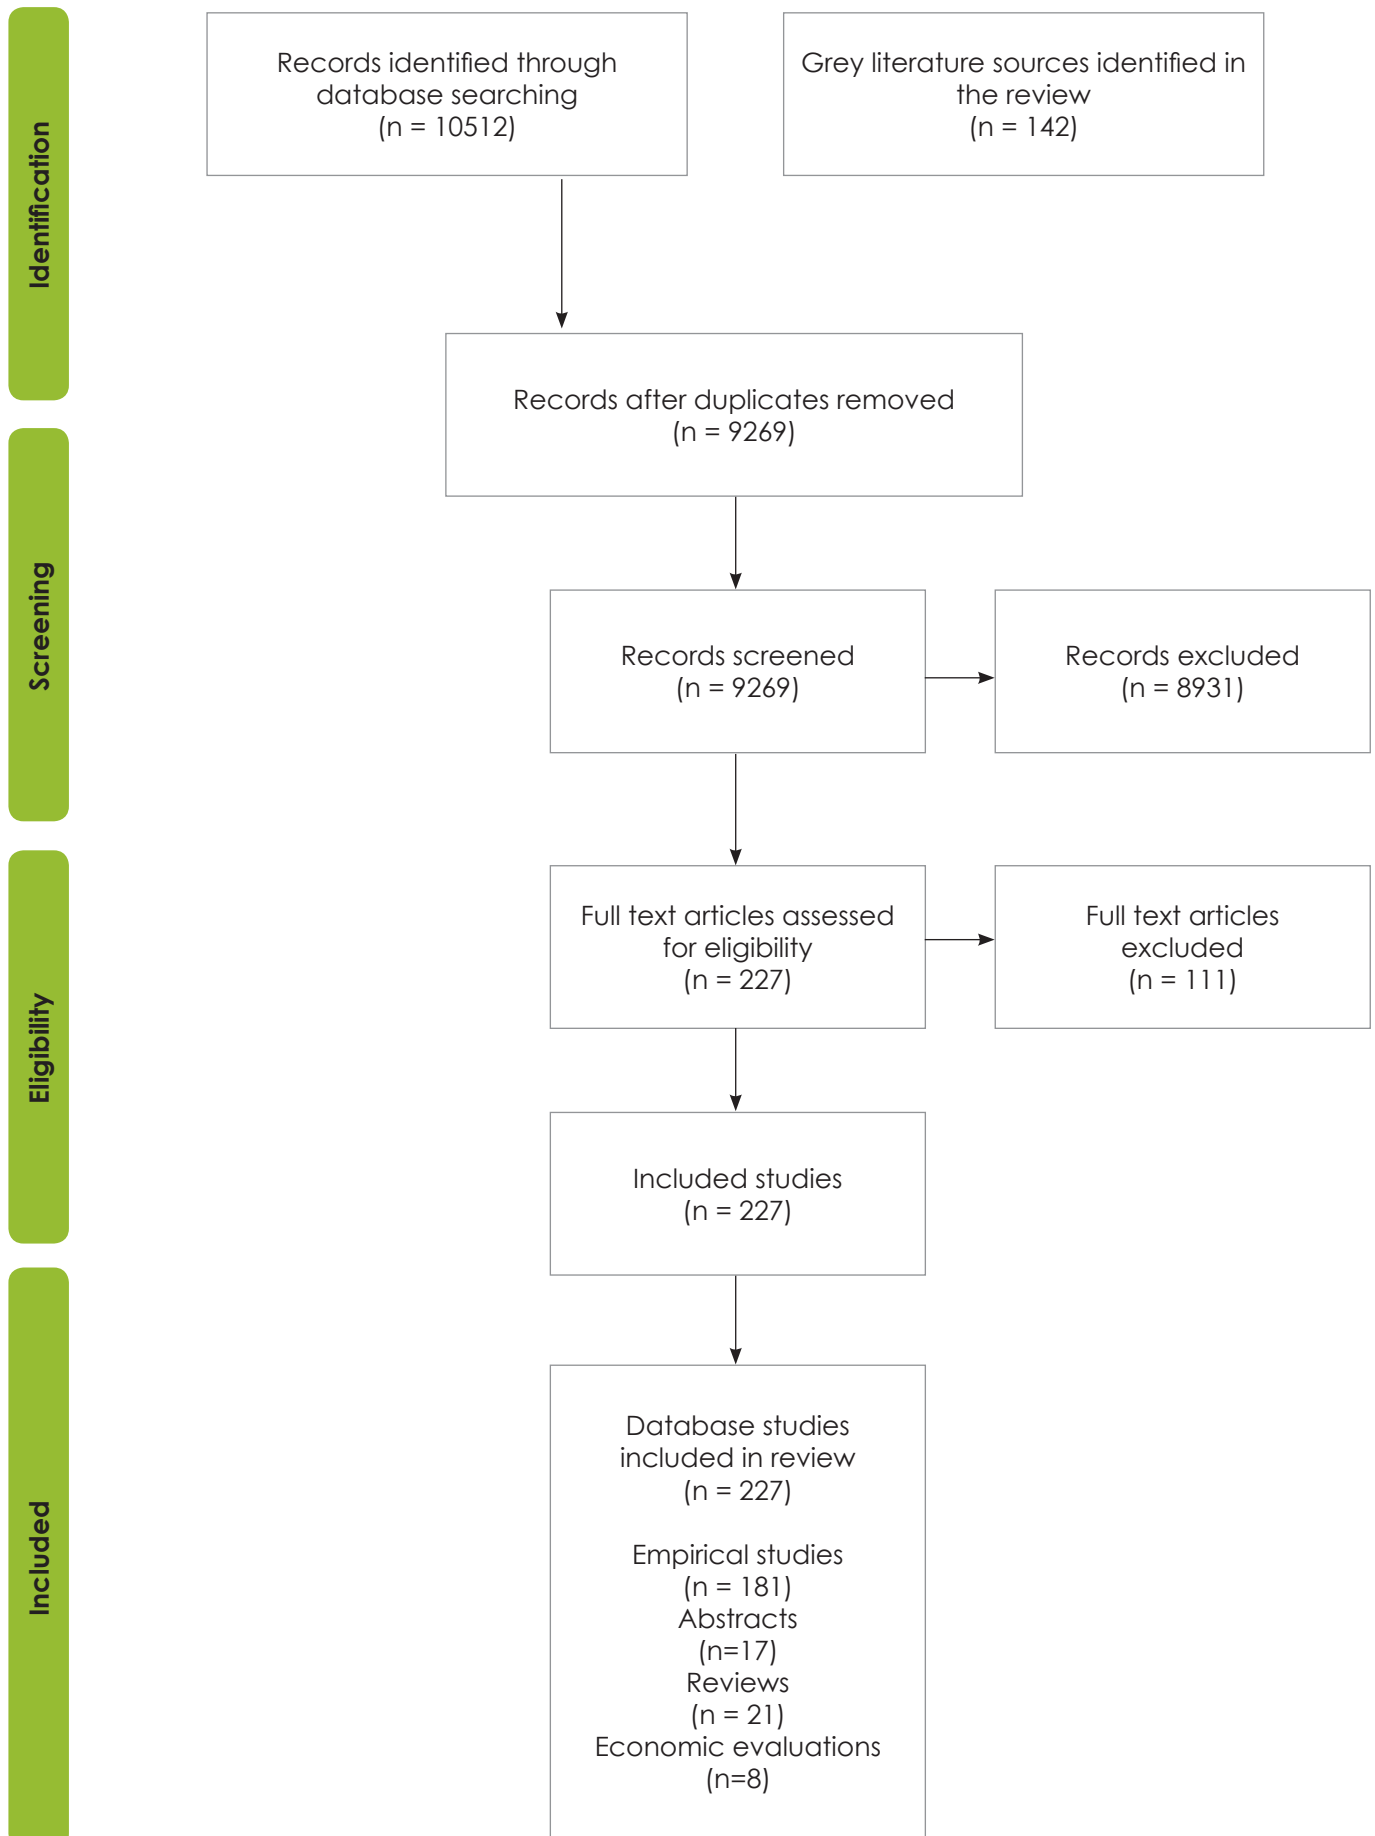 Identification
Records identified through
database searching
(n = 10512)
Grey literature sources identified in
the review
(n = 142)
Records after duplicates removed
(n = 9269)
Screening
Records screened
(n = 9269)
Records excluded
(n = 8931)
Eligibility
Full text articles assessed
for eligibility
(n = 227)
Full text articles
excluded
(n = 111)
Included studies
(n = 227)
Included
Database studies
included in review
(n = 227)
Empirical studies
(n = 181)
Abstracts
(n=17)
Reviews
(n = 21)
Economic evaluations
(n=8)